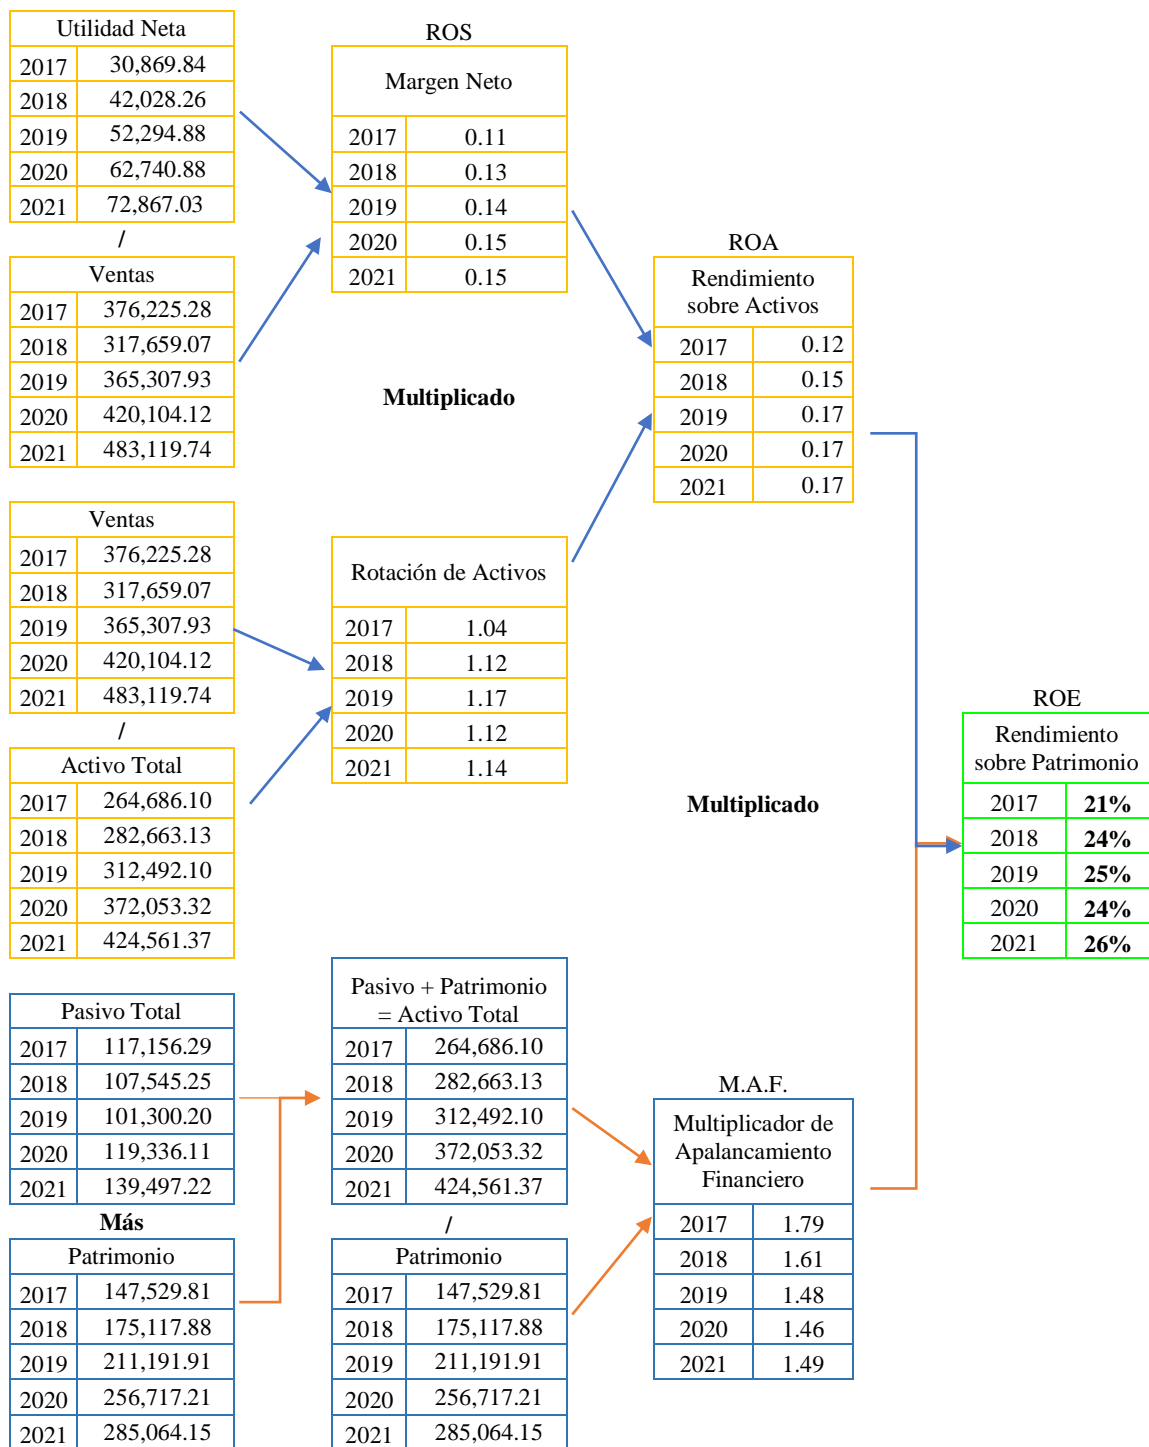 Utilidad Neta
2017 30,869.84
2018 42,028.26
2019 52,294.88
2020 62,740.88
2021 72,867.03
/
Ventas
2017 376,225.28
2018 317,659.07
2019 365,307.93
2020 420,104.12
2021 483,119.74
ROS
Margen Neto
2017 0.11
2018 0.13
2019 0.14
2020 0.15
2021 0.15
Multiplicado
ROA
Rendimiento
sobre Activos
2017 0.12
2018 0.15
2019 0.17
2020 0.17
2021 0.17
Ventas
2017 376,225.28
2018 317,659.07
2019 365,307.93
2020 420,104.12
2021 483,119.74
/
Activo Total
2017 264,686.10
2018 282,663.13
2019 312,492.10
2020 372,053.32
2021 424,561.37
Rotación de Activos
2017 1.04
2018 1.12
2019 1.17
2020 1.12
2021 1.14
Multiplicado
ROE
Rendimiento
sobre Patrimonio
2017 21%
2018 24%
2019 25%
2020 24%
2021 26%
Pasivo Total
2017 117,156.29
2018 107,545.25
2019 101,300.20
2020 119,336.11
2021 139,497.22
Más
Patrimonio
2017 147,529.81
2018 175,117.88
2019 211,191.91
2020 256,717.21
2021 285,064.15
Pasivo + Patrimonio
= Activo Total
2017 264,686.10
2018 282,663.13
2019 312,492.10
2020 372,053.32
2021 424,561.37
/
Patrimonio
2017 147,529.81
2018 175,117.88
2019 211,191.91
2020 256,717.21
2021 285,064.15
M.A.F.
Multiplicador de
Apalancamiento
Financiero
2017 1.79
2018 1.61
2019 1.48
2020 1.46
2021 1.49